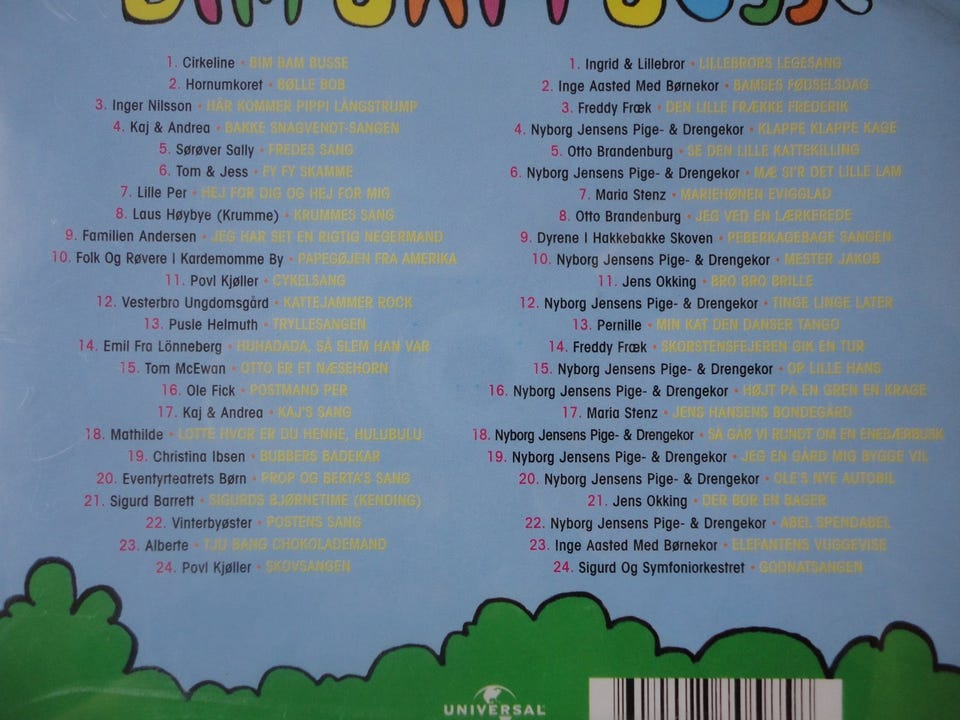 BIM BAM BUSSE
1. Cirkeline • BIM BAM BUSSE
2. Hornumkoret • BØLLE BOB
3. Inger Nilsson • HÄR KOMMER PIPPI LÅNGSTRUMP
4. Kaj & Andrea • BAKKE SNAGVENDT-SANGEN
5. Sørøver Sally • FREDES SANG
6. Tom & Jess • FY FY SKAMME
7. Lille Per • HEJ FOR DIG OG HEJ FOR MIG
8. Laus Høybye (Krumme) • KRUMMES SANG
9. Familien Andersen • JEG HAR SET EN RIGTIG NEGERMAND
10. Folk Og Røvere I Kardemomme By • PAPEGØJEN FRA AMERIKA
11. Povl Kjøller • CYKELSANG
12. Vesterbro Ungdomsgård • KATTEJAMMER ROCK
13. Pusle Helmuth • TRYLLESANGEN
14. Emil Fra Lönneberg • HUHADADA, SÅ SLEM HAN VAR
15. Tom McEwan • OTTO ER ET NÆSEHORN
16. Ole Fick • POSTMAND PER
17. Kaj & Andrea • KAJ'S SANG
18. Mathilde • LOTTE HVOR ER DU HENNE, HULUBULU
19. Christina Ibsen • BUBBERS BADEKAR
20. Eventyrteatrets Børn • PROP OG BERTA'S SANG
21. Sigurd Barrett • SIGURDS BJØRNETIME (KENDING)
22. Vinterbyøster • POSTENS SANG
23. Alberte • TJU BANG CHOKOLADEMAND
24. Povl Kjøller • SKOVSANGEN
1. Ingrid & Lillebror • LILLEBRORS LEGESANG
2. Inge Aasted Med Børnekor • BAMSES FØDSELSDAG
3. Freddy Fræk • DEN LILLE FRÆKKE FREDERIK
4. Nyborg Jensens Pige- & Drengekor • KLAPPE KLAPPE KAGE
5. Otto Brandenburg • SE DEN LILLE KATTEKILLING
6. Nyborg Jensens Pige- & Drengekor • MÆ SI'R DET LILLE LAM
7. Maria Stenz • MARIEHØNEN EVIGGLAD
8. Otto Brandenburg • JEG VED EN LÆRKEREDE
9. Dyrene I Hakkebakke Skoven • PEBERKAGEBAGE SANGEN
10. Nyborg Jensens Pige- & Drengekor • MESTER JAKOB
11. Jens Okking • BRO BRO BRILLE
12. Nyborg Jensens Pige- & Drengekor • TINGE LINGE LATER
13. Pernille • MIN KAT DEN DANSER TANGO
14. Freddy Fræk • SKORSTENSFEJEREN GIK EN TUR
15. Nyborg Jensens Pige- & Drengekor • OP LILLE HANS
16. Nyborg Jensens Pige- & Drengekor • HØJT PÅ EN GREN EN KRAGE
17. Maria Stenz • JENS HANSENS BONDEGÅRD
18. Nyborg Jensens Pige- & Drengekor • SÅ GÅR VI RUNDT OM EN ENEBÆRBUSK
19. Nyborg Jensens Pige- & Drengekor • JEG EN GÅRD MIG BYGGE VIL
20. Nyborg Jensens Pige- & Drengekor • OLE'S NYE AUTOBIL
21. Jens Okking • DER BOR EN BAGER
22. Nyborg Jensens Pige- & Drengekor • ABEL SPENDABEL
23. Inge Aasted Med Børnekor • ELEFANTENS VUGGEVISE
24. Sigurd Og Symfoniorkestret • GODNATSANGEN
UNIVERSAL